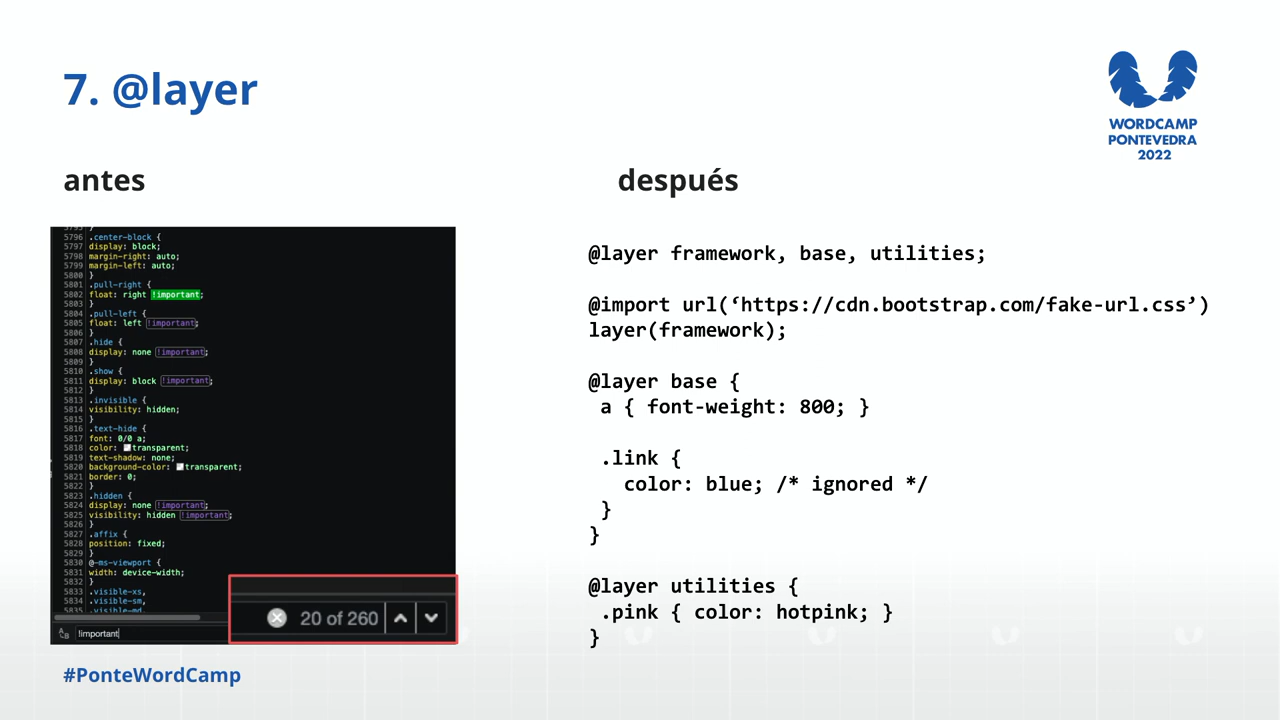 7. @layer
WORDCAMP
PONTEVEDRA
2022
antes
después
5795 }
5796 .center-block {
5797 display: block;
5798 margin-right: auto;
5799 margin-left: auto;
5800 }
5801 .pull-right {
5802 float: right !important;
5803 }
5804 .pull-left {
5805 float: left !important;
5806 }
5807 .hide {
5808 display: none !important;
5809 }
5810 .show {
5811 display: block !important;
5812 }
5813 .invisible {
5814 visibility: hidden;
5815 }
5816 .text-hide {
5817 font: 0/0 a;
5818 color: transparent;
5819 text-shadow: none;
5820 background-color: transparent;
5821 border: 0;
5822 }
5823 .hidden {
5824 display: none !important;
5825 visibility: hidden !important;
5826 }
5827 .affix {
5828 position: fixed;
5829 }
5830 @-ms-viewport {
5831 width: device-width;
5832 }
5833 .visible-xs,
5834 .visible-sm,
5835 .visible-md,
!important
20 of 260
@layer framework, base, utilities;
@import url(‘https://cdn.bootstrap.com/fake-url.css’)
layer(framework);
@layer base {
a { font-weight: 800; }
.link {
color: blue; /* ignored */
}
}
@layer utilities {
.pink { color: hotpink; }
}
#PonteWordCamp